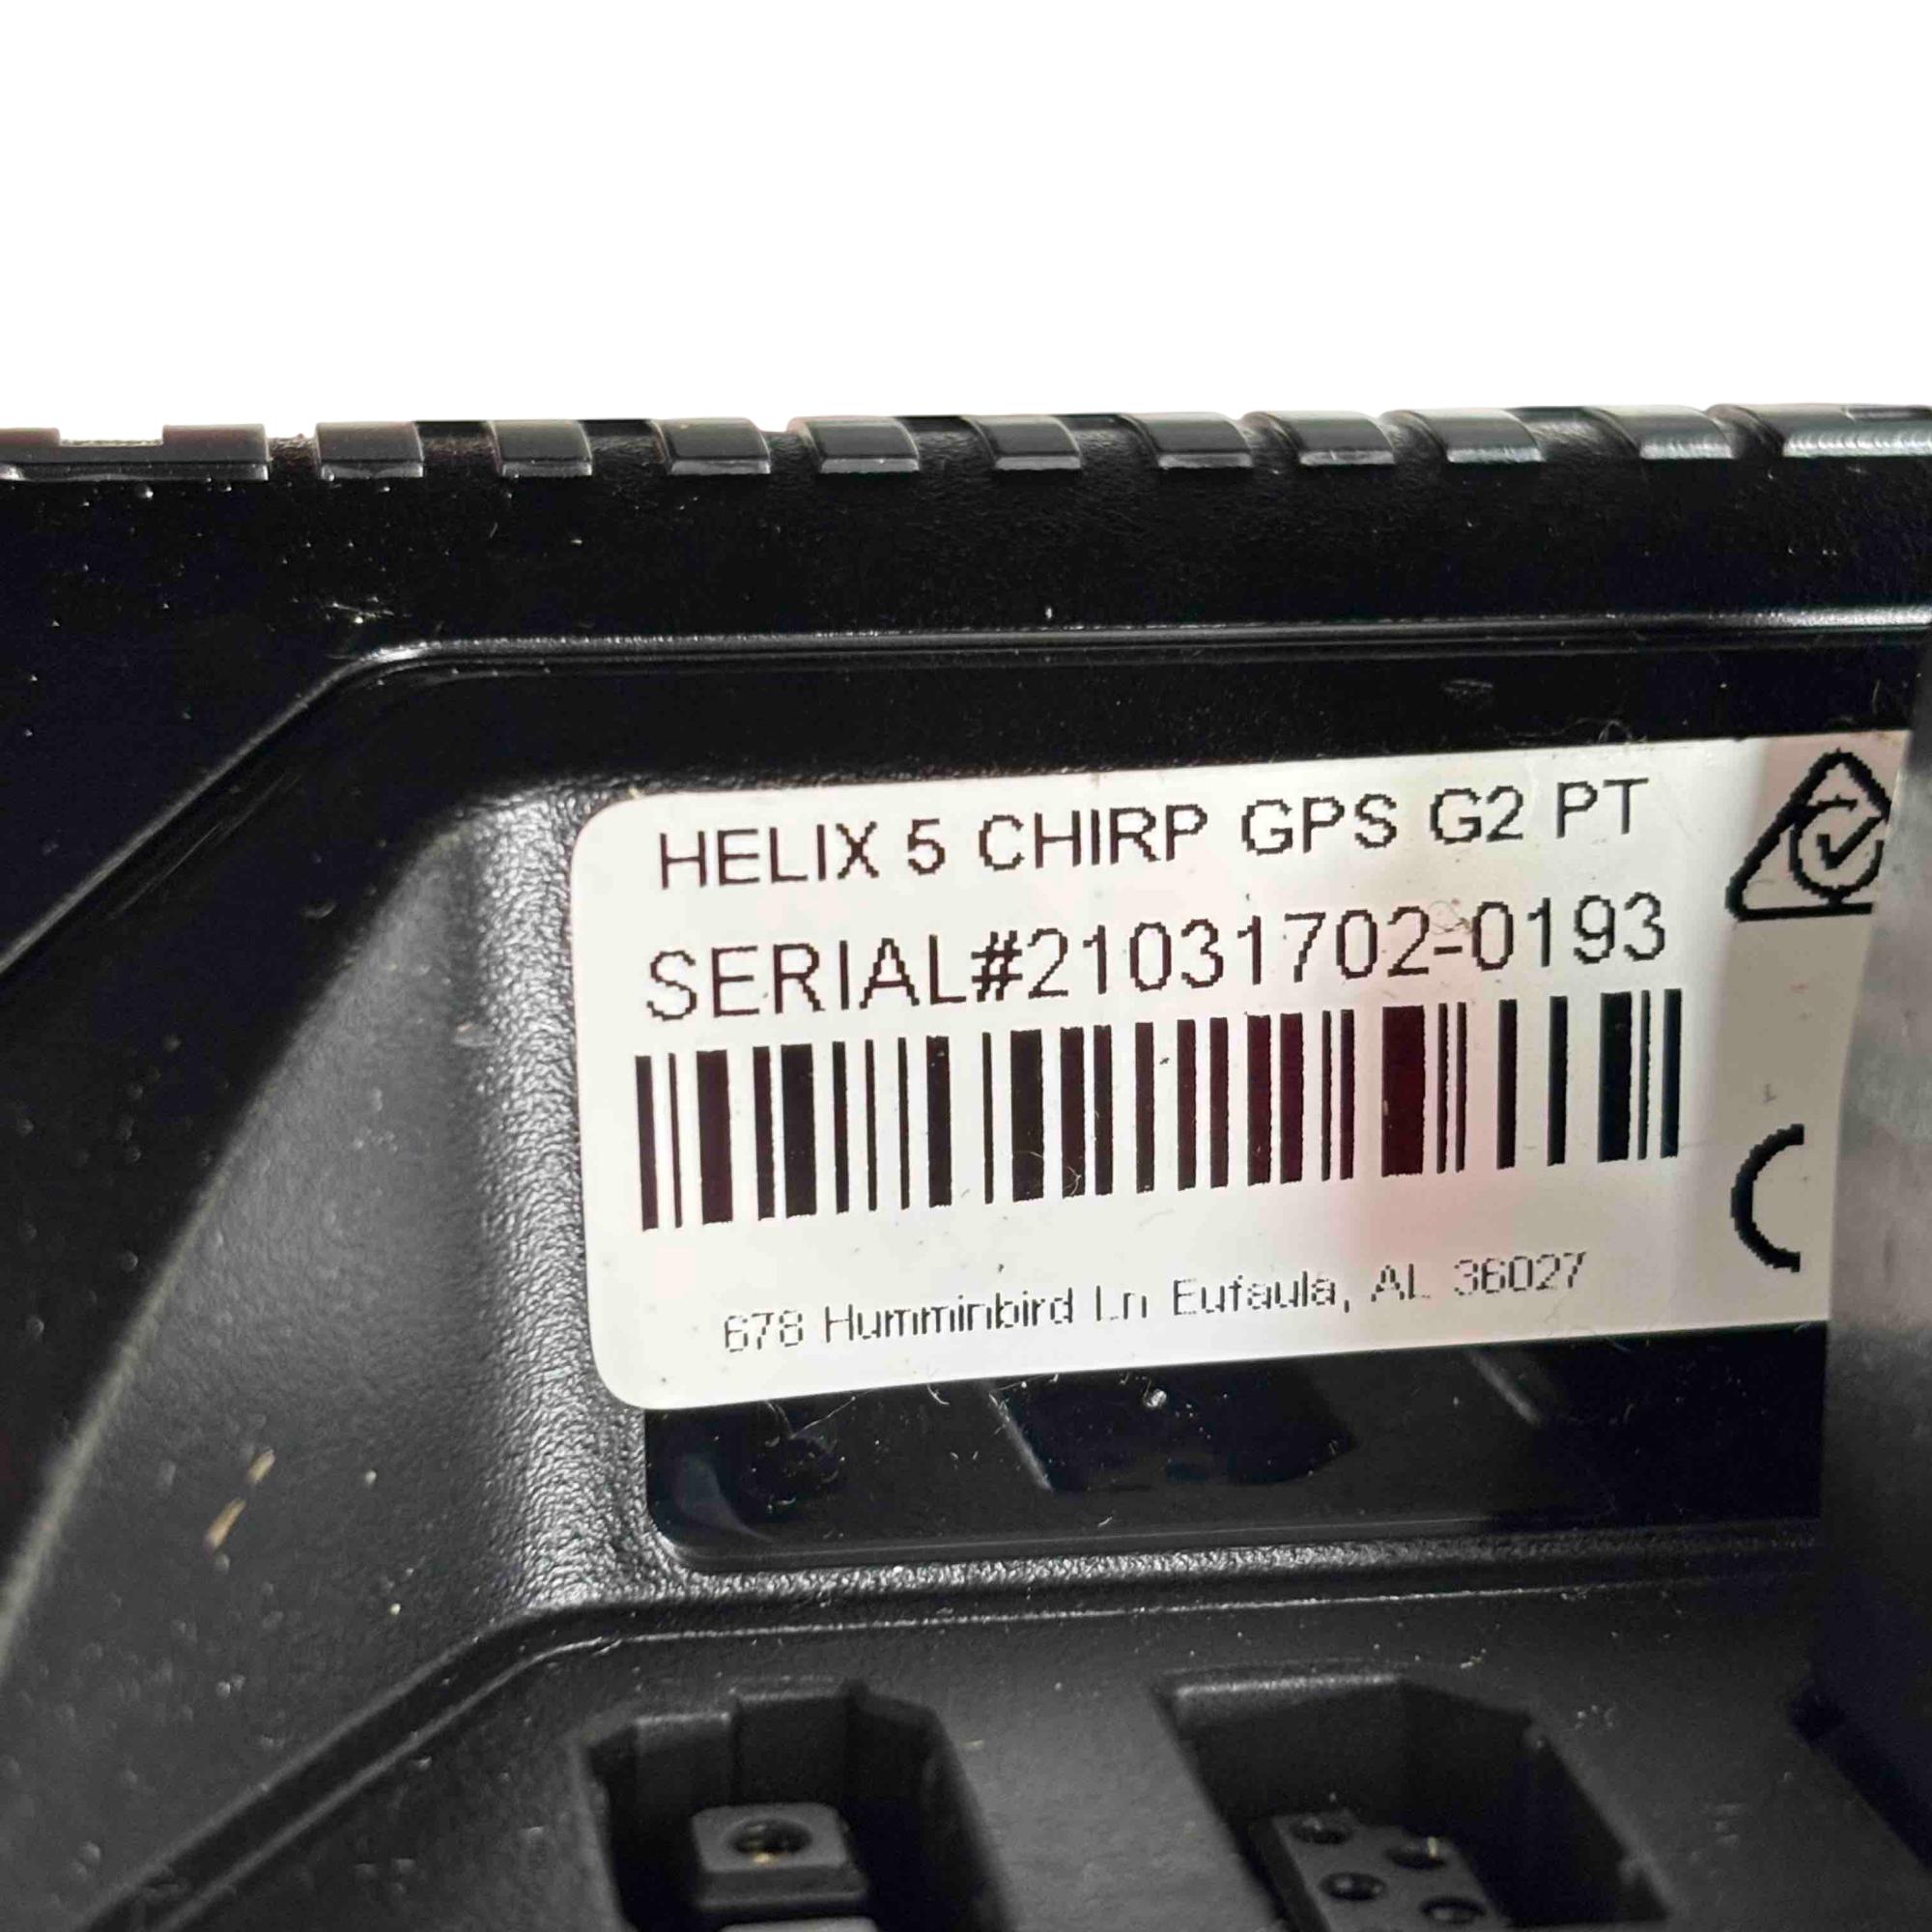 HELIX 5 CHIRP GPS G2 PT
SERIAL#21031702-0193
678 Humminbird Ln Eufaula, AL 36027